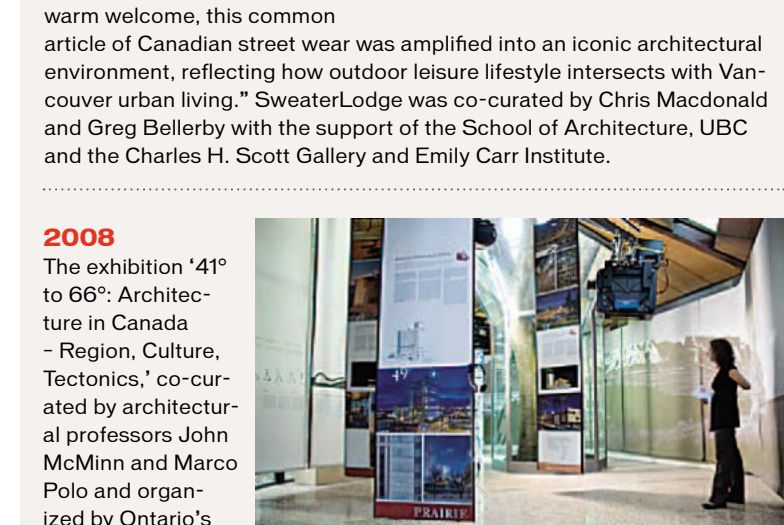 warm welcome, this common
article of Canadian street wear was amplified into an iconic architectural
environment, reflecting how outdoor leisure lifestyle intersects with Van-
couver urban living.” SweaterLodge was co-curated by Chris Macdonald
and Greg Bellerby with the support of the School of Architecture, UBC
and the Charles H. Scott Gallery and Emily Carr Institute.
2008
The exhibition ‘41°
to 66°: Architec-
ture in Canada
– Region, Culture,
Tectonics,’ co-cur-
ated by architectur-
al professors John
McMinn and Marco
Polo and organ-
ized by Ontario’s
49°
PRAIRIE